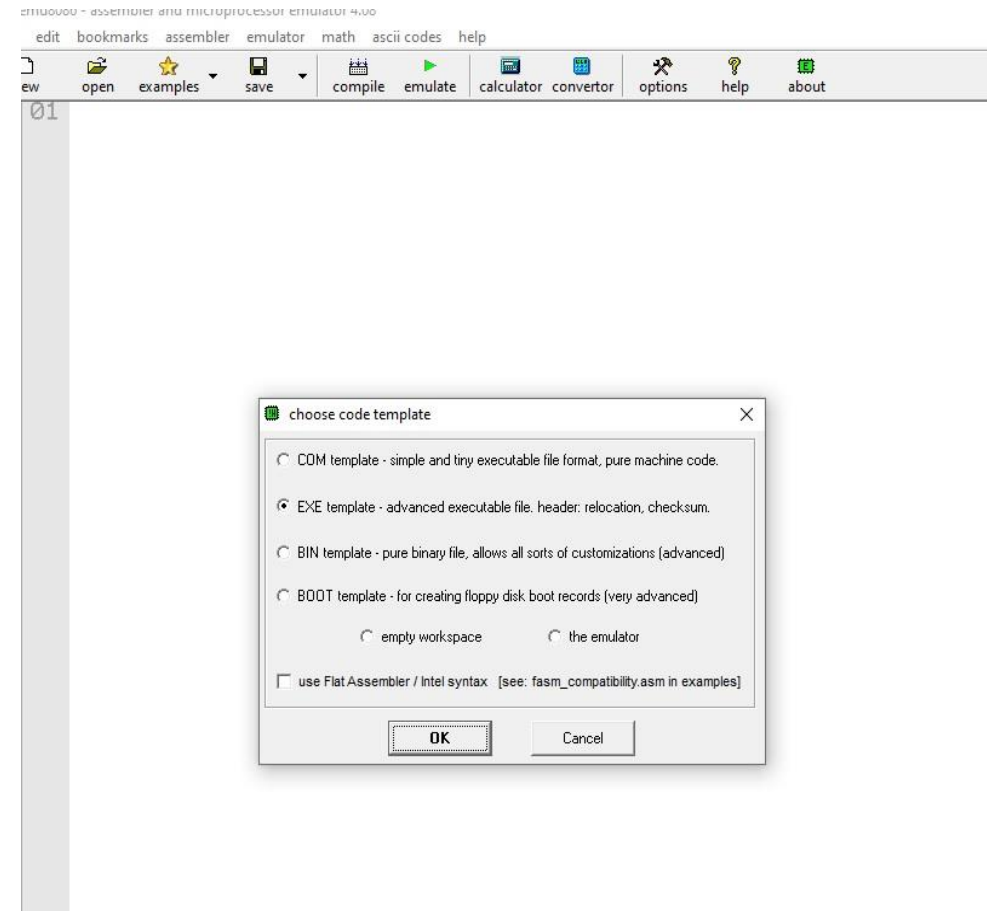 emu8086 - assembler and microprocessor emulator 4.08
edit bookmarks assembler emulator math ascii codes help
ew open examples save compile emulate calculator convertor options help about
01
choose code template
COM template - simple and tiny executable file format, pure machine code.
EXE template - advanced executable file. header: relocation, checksum.
BIN template - pure binary file, allows all sorts of customizations (advanced)
BOOT template - for creating floppy disk boot records (very advanced)
empty workspace the emulator
use Flat Assembler / Intel syntax [see: fasm_compatibility.asm in examples]
OK Cancel